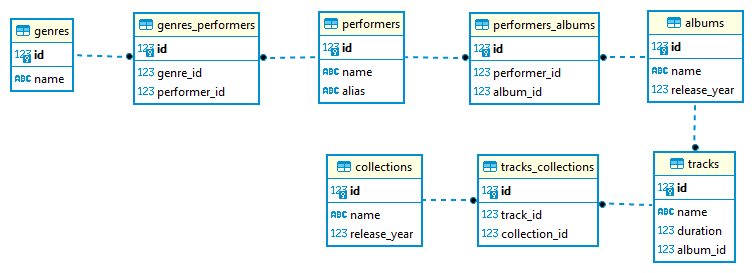 genres
123 id
ABC name
genres_performers
123 id
123 genre_id
123 performer_id
performers
123 id
ABC name
ABC alias
performers_albums
123 id
123 performer_id
123 album_id
albums
123 id
ABC name
123 release_year
collections
123 id
ABC name
123 release_year
tracks_collections
123 id
123 track_id
123 collection_id
tracks
123 id
ABC name
123 duration
123 album_id